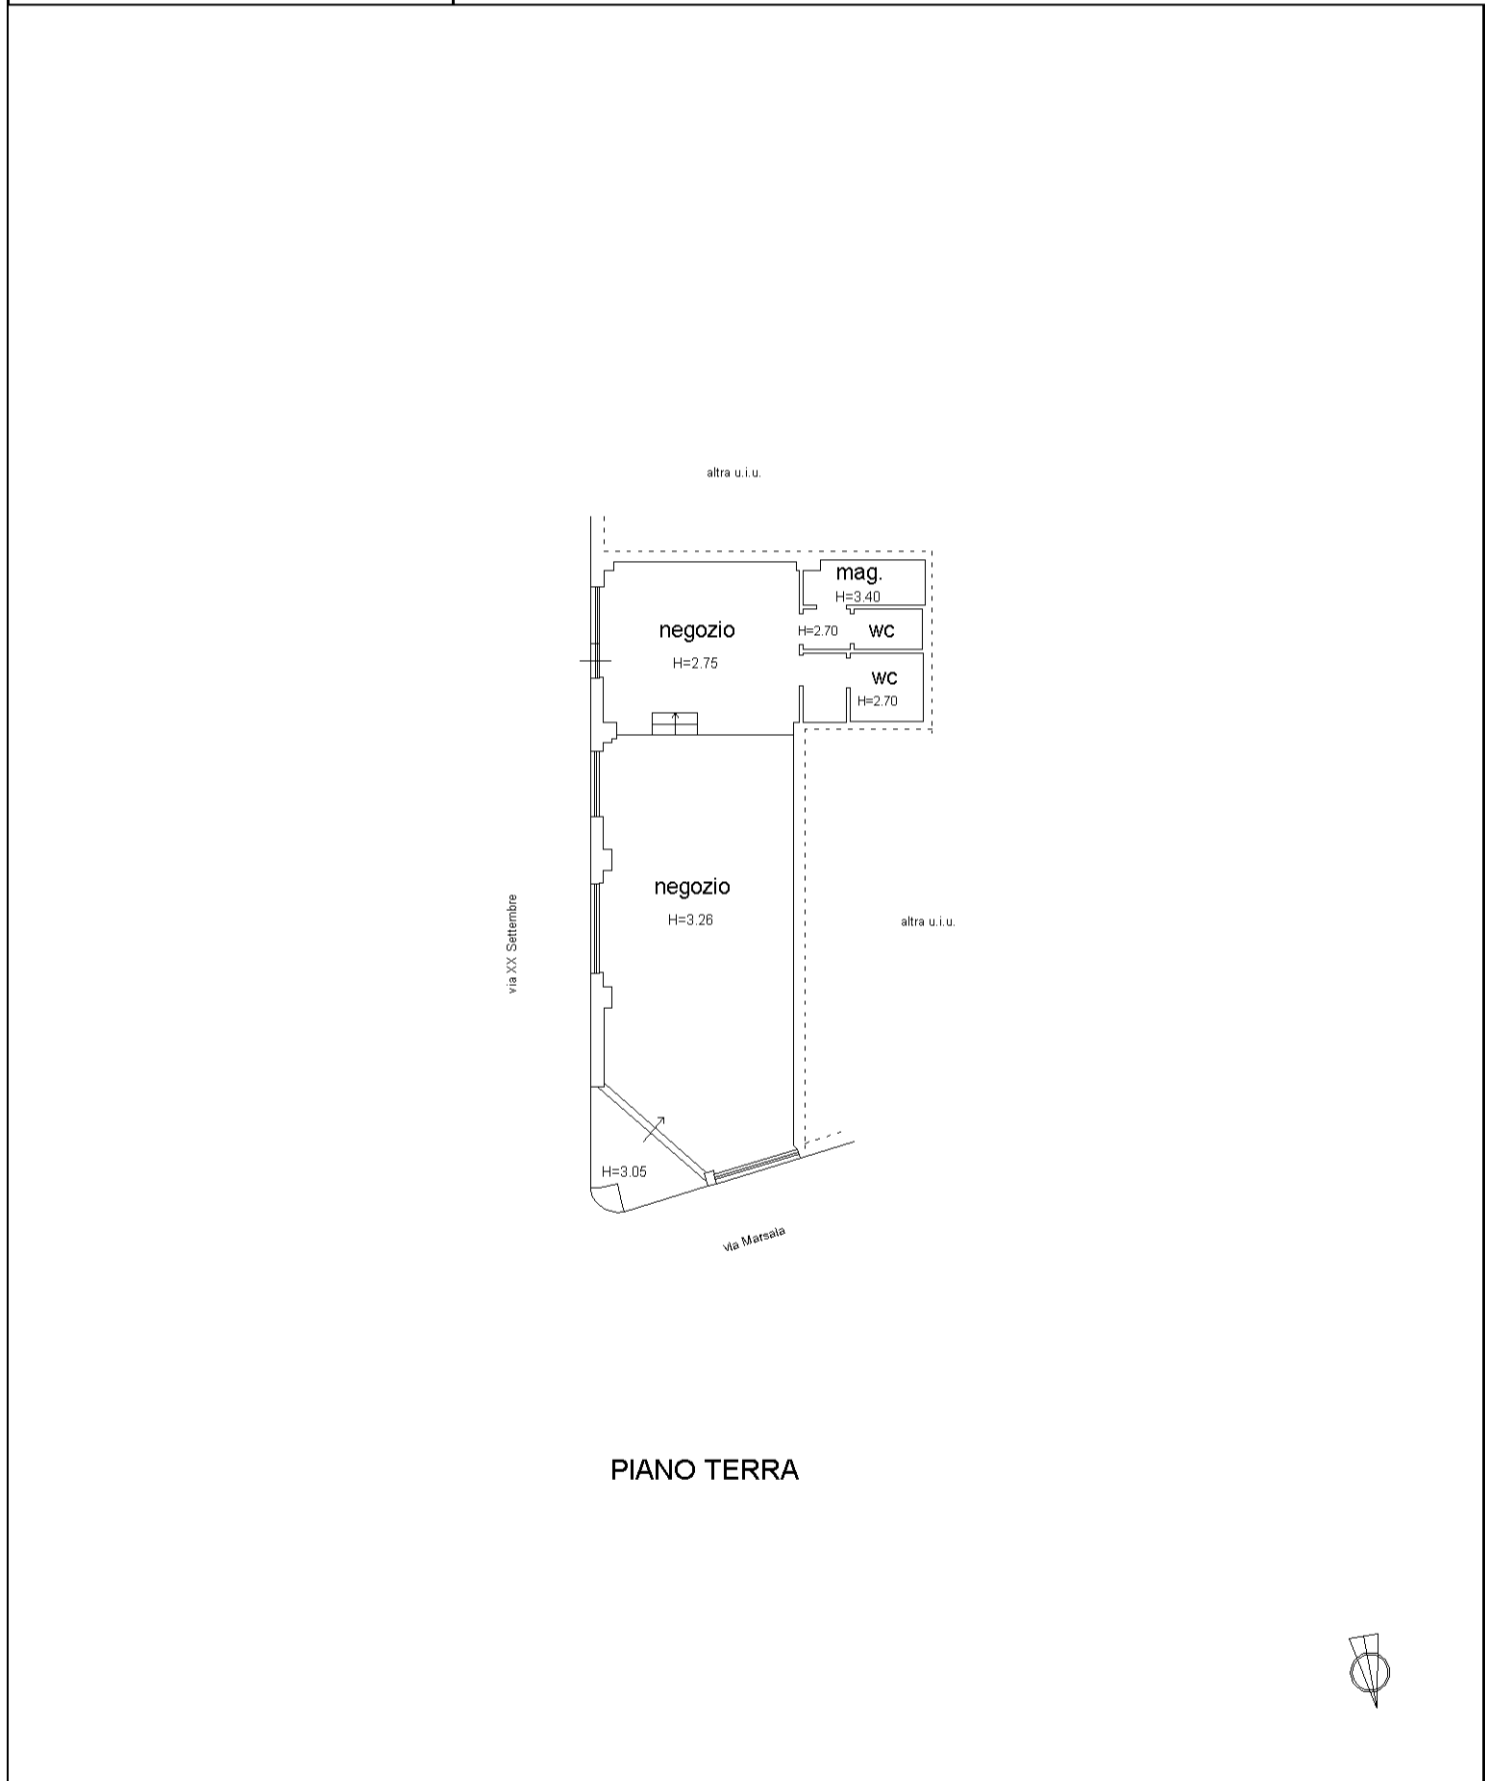 altra u.i.u.
mag.
H=3.40
negozio
H=2.75
H=2.70
wc
wc
H=2.70
negozio
H=3.26
via XX Settembre
altra u.i.u.
H=3.05
via Marsala
PIANO TERRA